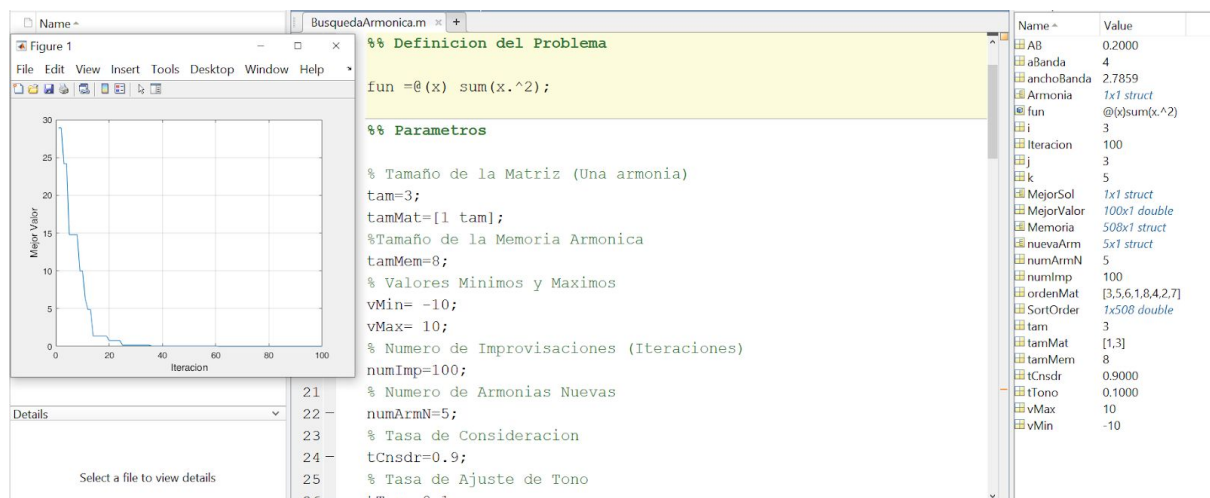 Name
Figure 1
File Edit View Insert Tools Desktop Window Help
30
25
20
15
10
5
0
Mejor Valor
0 20 40 60 80 100
Iteracion
Details
Select a file to view details
BusquedaArmonica.m × +
%% Definicion del Problema
fun =@(x) sum(x.^2);
%% Parametros
% Tamaño de la Matriz (Una armonia)
tam=3;
tamMat=[1 tam];
%Tamaño de la Memoria Armonica
tamMem=8;
% Valores Minimos y Maximos
vMin= -10;
vMax= 10;
% Numero de Improvisaciones (Iteraciones)
numImp=100;
21 % Numero de Armonias Nuevas
22 – numArmN=5;
23 % Tasa de Consideracion
24 – tCnsdr=0.9;
25 % Tasa de Ajuste de Tono
Name Value
AB 0.2000
aBanda 4
anchoBanda 2.7859
Armonia 1x1 struct
fun @(x)sum(x.^2)
i 3
Iteracion 100
j 3
k 5
MejorSol 1x1 struct
MejorValor 100x1 double
Memoria 508x1 struct
nuevaArm 5x1 struct
numArmN 5
numImp 100
ordenMat [3,5,6,1,8,4,2,7]
SortOrder 1x508 double
tam 3
tamMat [1,3]
tamMem 8
tCnsdr 0.9000
tTono 0.1000
vMax 10
vMin -10